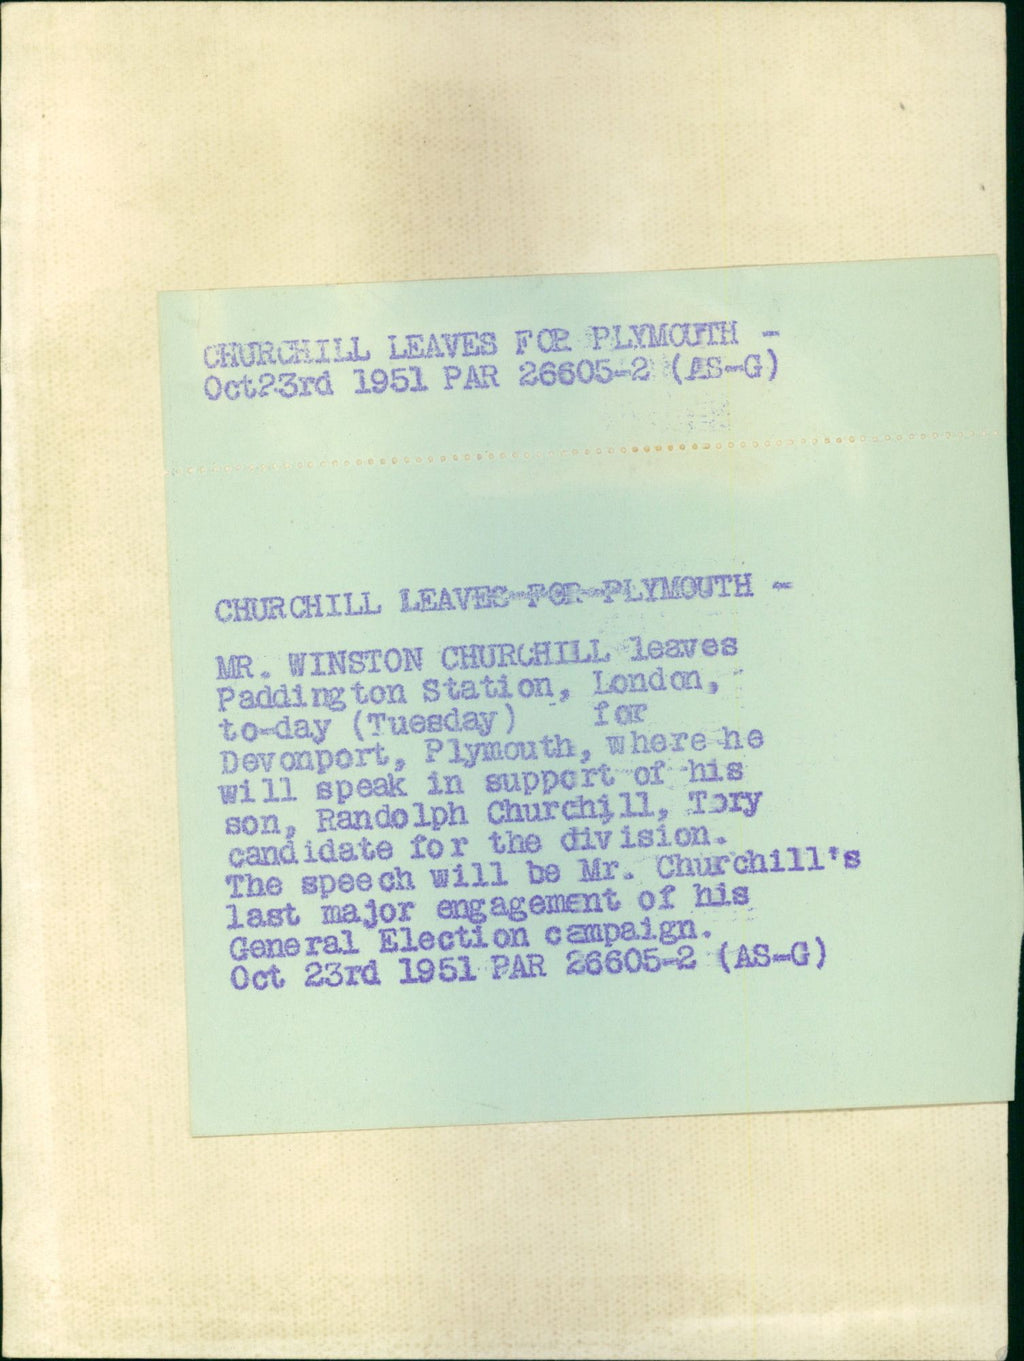 CHURCHILL LEAVES FOR PLYMOUTH -
Oct23rd 1951 PAR 26605-2 (AS-G)
CHURCHILL LEAVES-FOR-PLYMOUTH -
MR. WINSTON CHURCHILL leaves
Paddington Station, London,
to-day (Tuesday) for
Devonport, Plymouth, where he
will speak in support of his
son, Randolph Churchill, Tory
candidate for the division.
The speech will be Mr. Churchill's
last major engagement of his
General Election campaign.
Oct 23rd 1951 PAR 26605-2 (AS-G)